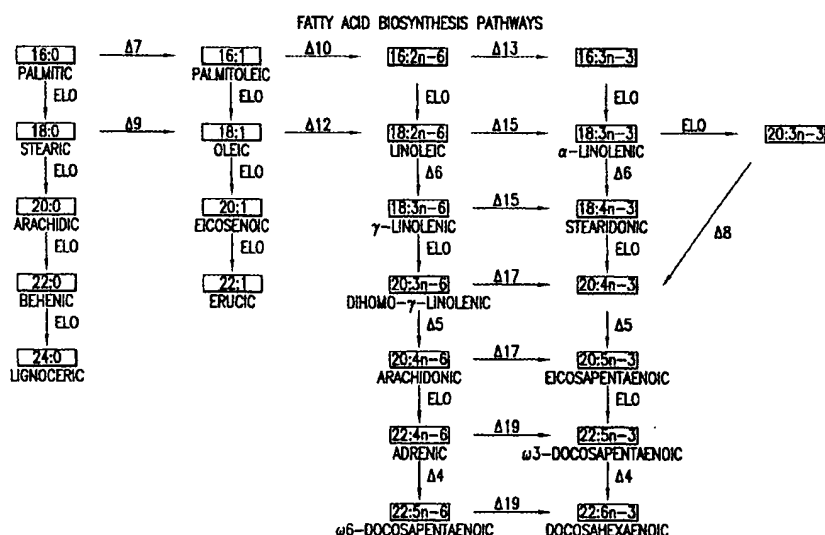 FATTY ACID BIOSYNTHESIS PATHWAYS
16:0 Δ7 16:1 Δ10 16:2n-6 Δ13 16:3n-3
PALMITIC PALMITOLEIC
ELO ELO ELO ELO
18:0 Δ9 18:1 Δ12 18:2n-6 Δ15 18:3n-3 ELO 20:3n-3
STEARIC OLEIC LINOLEIC α-LINOLENIC
ELO ELO Δ6 Δ6
20:0 20:1 18:3n-6 Δ15 18:4n-3
ARACHIDIC EICOSENOIC γ-LINOLENIC STEARIDONIC
ELO ELO ELO ELO Δ8
22:0 22:1 20:3n-6 Δ17 20:4n-3
BEHENIC ERUCIC DIHOMO-γ-LINOLENIC
ELO Δ5 Δ5
24:0 20:4n-6 Δ17 20:5n-3
LIGNOCERIC ARACHIDONIC EICOSAPENTAENOIC
ELO ELO
22:4n-6 Δ19 22:5n-3
ADRENIC ω3-DOCOSAPENTAENOIC
Δ4 Δ4
22:5n-6 Δ19 22:6n-3
ω6-DOCOSAPENTAENOIC DOCOSAHEXAENOIC